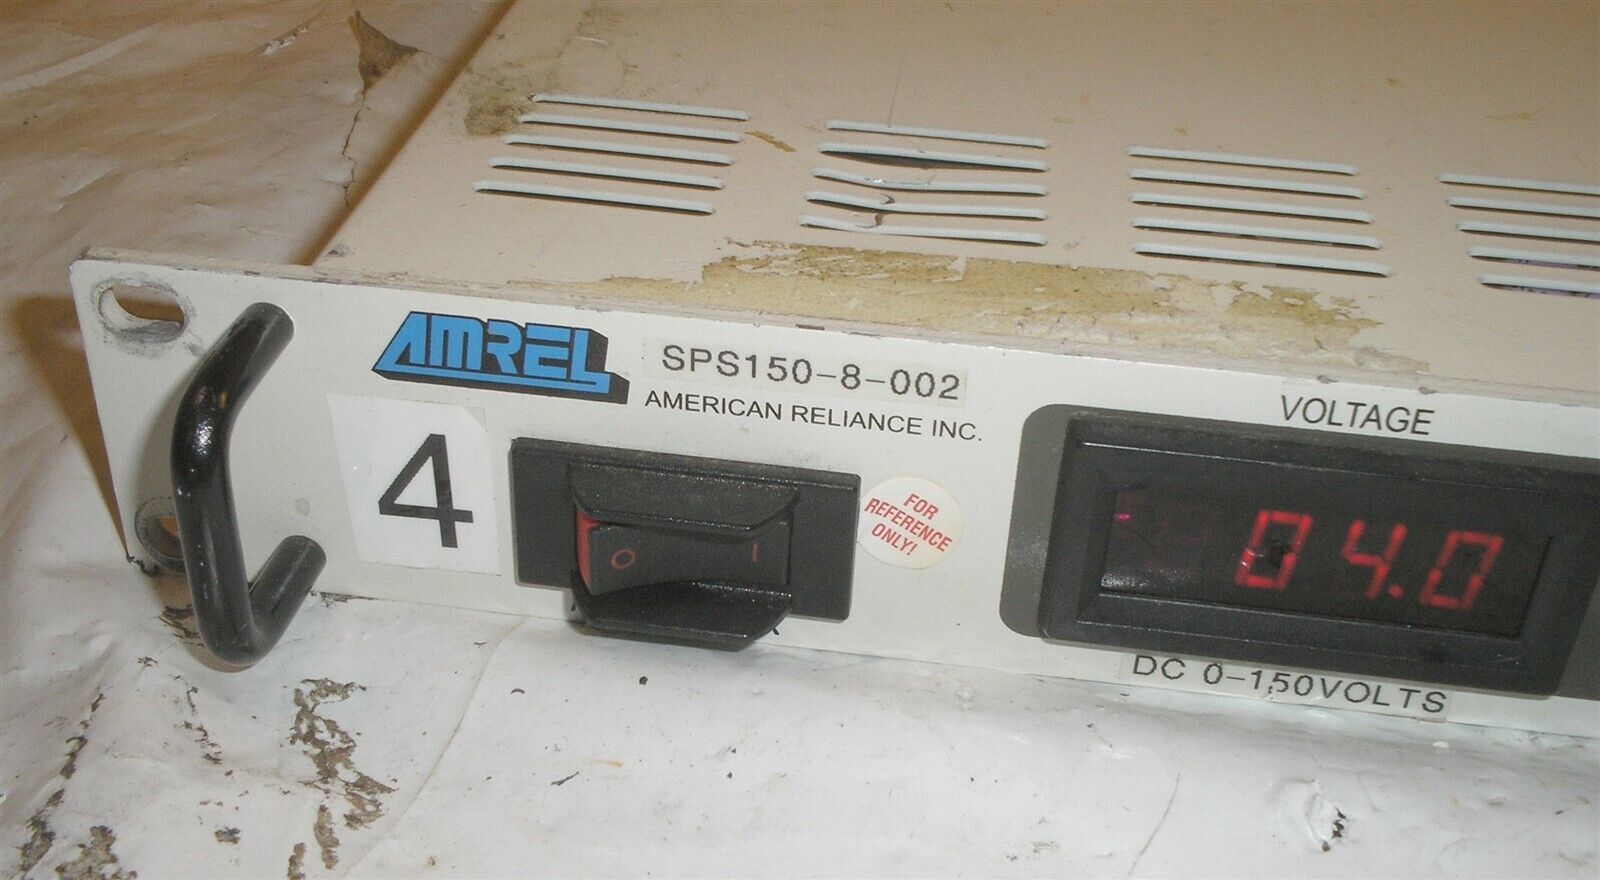 AMREL
SPS150-8-002
AMERICAN RELIANCE INC.
4
O
I
FOR
REFERENCE
ONLY!
VOLTAGE
04.0
DC 0-150VOLTS